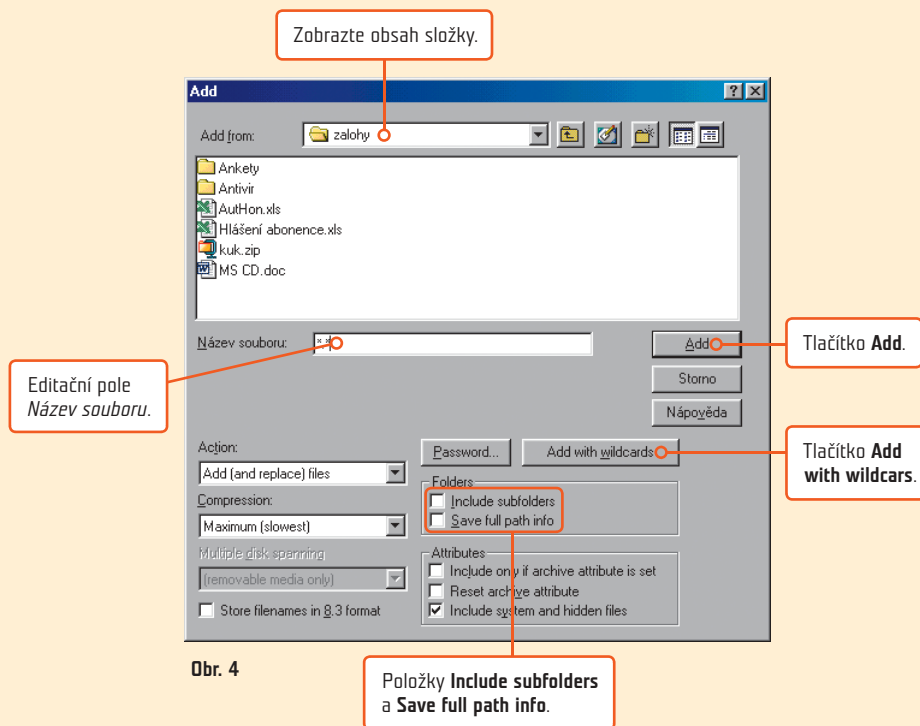 Zobrazte obsah složky.
Add
Add from:
zalohy
Ankety
Antivir
AutHon.xls
Hlášení abonence.xls
kuk.zip
MS CD.doc
Název souboru:
*.*
Add
Tlačítko Add.
Storno
Editační pole
Název souboru.
Nápověda
Action:
Password...
Add with wildcards
Tlačítko Add
with wildcars.
Add (and replace) files
Folders
Include subfolders
Compression:
Save full path info
Maximum (slowest)
Multiple disk spanning
Attributes
(removable media only)
Include only if archive attribute is set
Reset archive attribute
Store filenames in 8.3 format
Include system and hidden files
Obr. 4
Položky Include subfolders
a Save full path info.